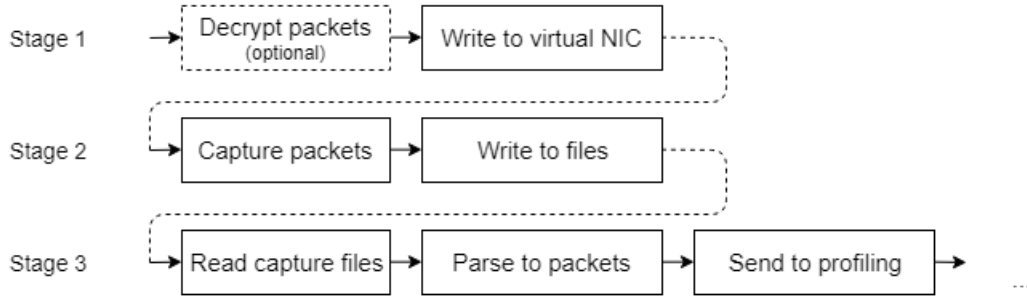 Stage 1
Decrypt packets
(optional)
Write to virtual NIC
Stage 2
Capture packets
Write to files
Stage 3
Read capture files
Parse to packets
Send to profiling